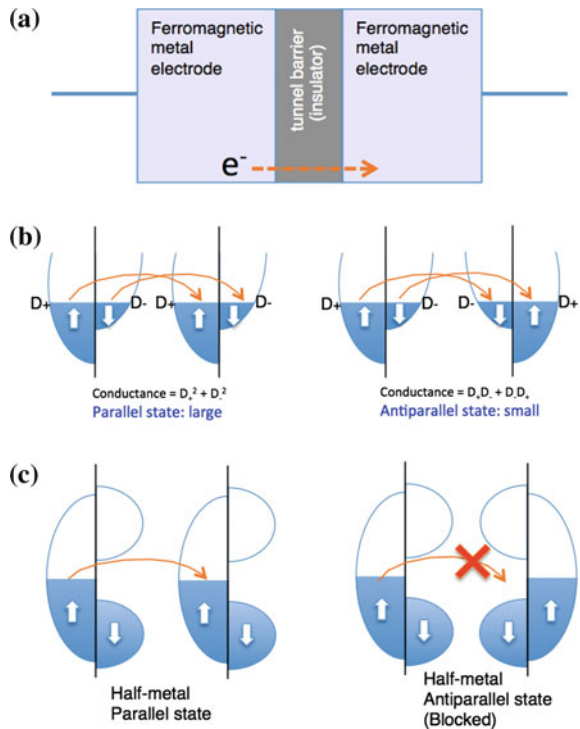 (a)
Ferromagnetic
metal
electrode
tunnel barrier
(insulator)
Ferromagnetic
metal
electrode
e-
(b)
D+ D- D+ D-
D+ D- D- D+
Conductance = D+² + D-²
Parallel state: large
Conductance = D+D- + D-D+
Antiparallel state: small
(c)
Half-metal
Parallel state
Half-metal
Antiparallel state
(Blocked)